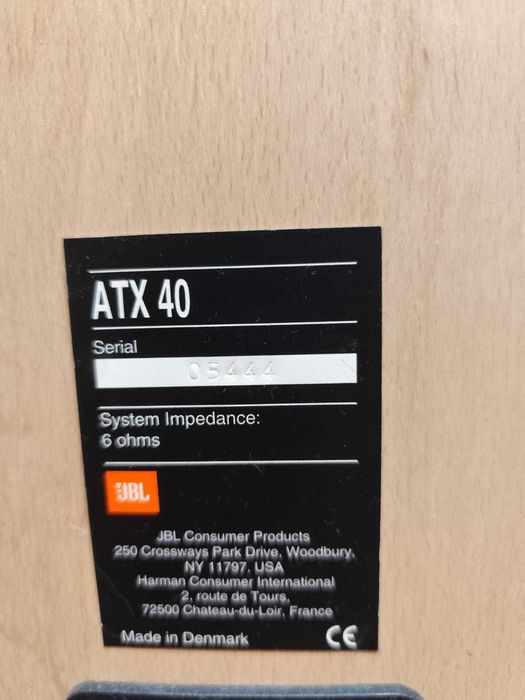 ATX 40
Serial
05444
System Impedance:
6 ohms
JBL
JBL Consumer Products
250 Crossways Park Drive, Woodbury,
NY 11797, USA
Harman Consumer International
2, route de Tours,
72500 Chateau-du-Loir, France
Made in Denmark CE